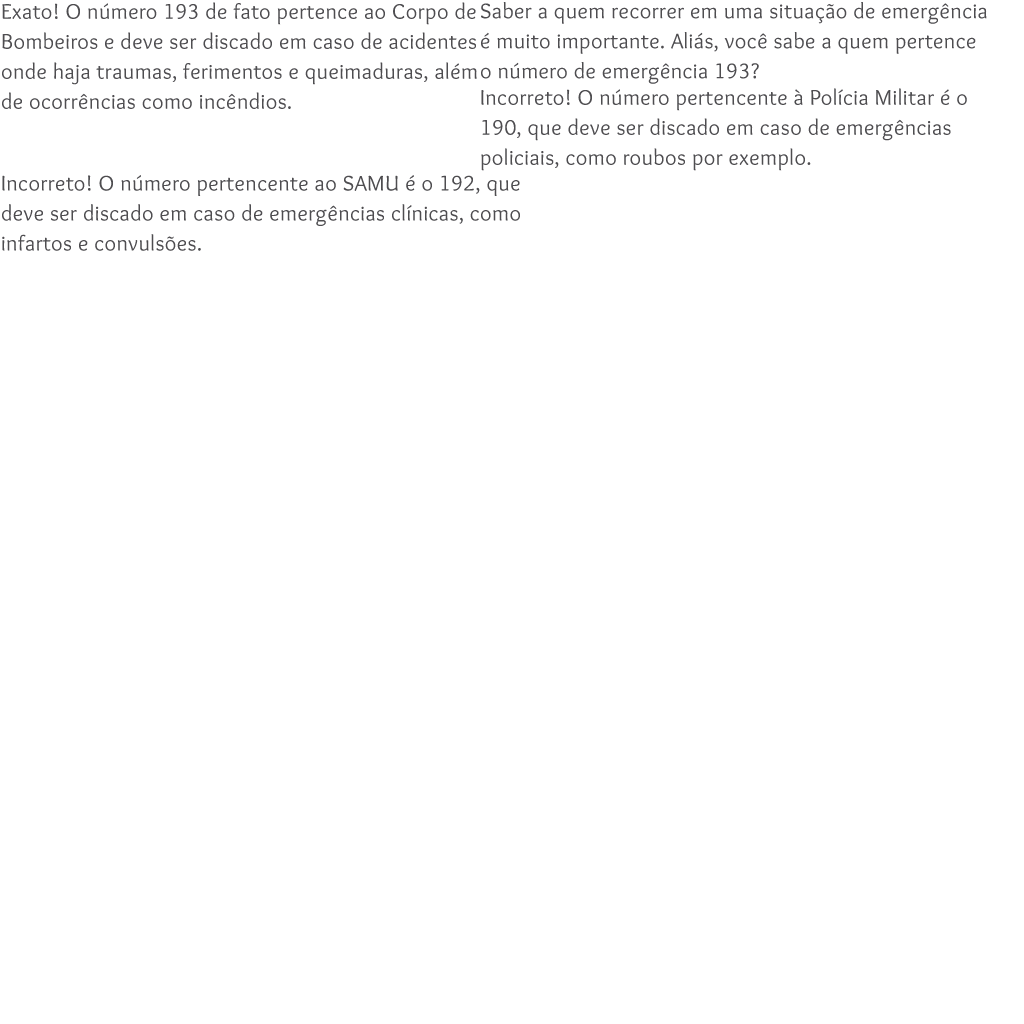 Exato! O número 193 de fato pertence ao Corpo de
Bombeiros e deve ser discado em caso de acidentes
onde haja traumas, ferimentos e queimaduras, além
de ocorrências como incêndios.
Saber a quem recorrer em uma situação de emergência
é muito importante. Aliás, você sabe a quem pertence
o número de emergência 193?
Incorreto! O número pertencente à Polícia Militar é o
190, que deve ser discado em caso de emergências
policiais, como roubos por exemplo.
Incorreto! O número pertencente ao SAMU é o 192, que
deve ser discado em caso de emergências clínicas, como
infartos e convulsões.